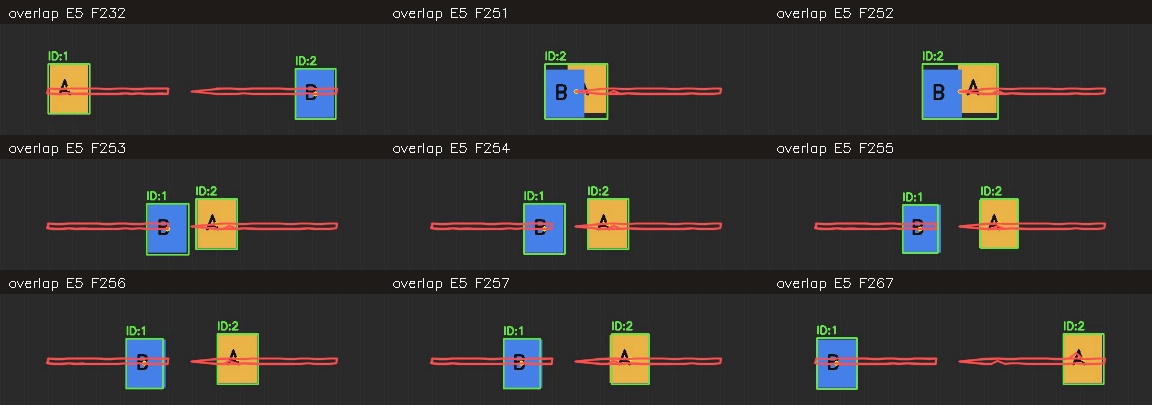 overlap E5 F232
overlap E5 F251
overlap E5 F252
ID:1
A
ID:2
B
ID:2
B
ID:2
B
A
overlap E5 F253
overlap E5 F254
overlap E5 F255
ID:1
B
ID:2
A
ID:1
B
ID:2
A
ID:1
B
ID:2
A
overlap E5 F256
overlap E5 F257
overlap E5 F267
ID:1
B
ID:2
A
ID:1
B
ID:2
A
ID:1
B
ID:2
A